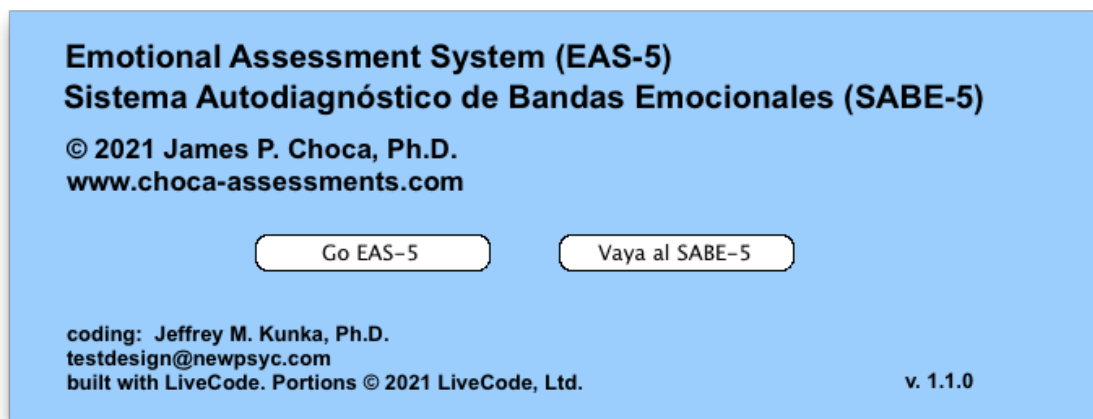 Emotional Assessment System (EAS-5)
Sistema Autodiagnóstico de Bandas Emocionales (SABE-5)
© 2021 James P. Choca, Ph.D.
www.choca-assessments.com
Go EAS-5 Vaya al SABE-5
coding: Jeffrey M. Kunka, Ph.D.
testdesign@newpsyc.com
built with LiveCode. Portions © 2021 LiveCode, Ltd. v. 1.1.0